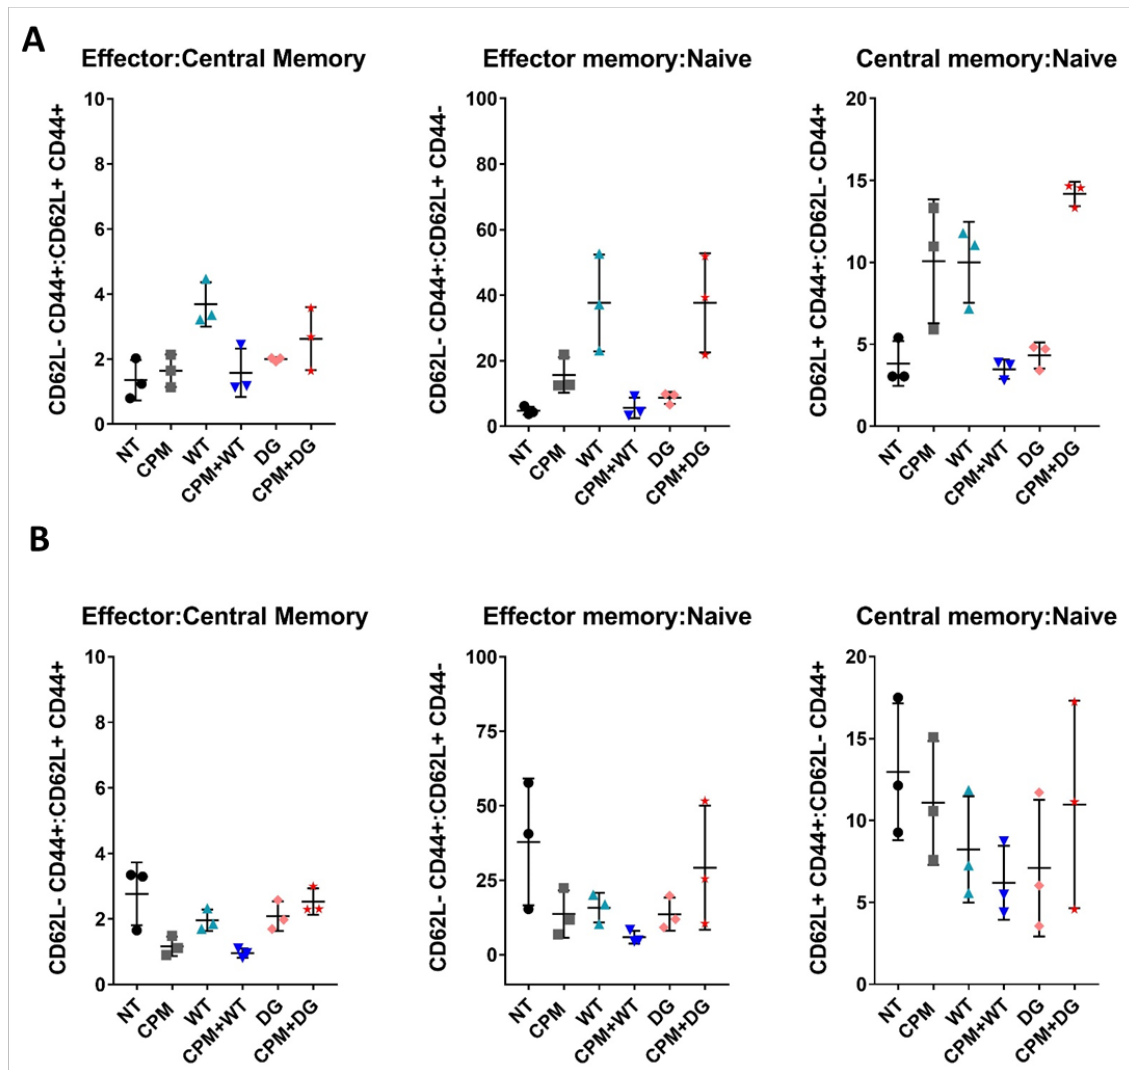 A
Effector:Central Memory
Effector memory:Naive
Central memory:Naive
CD62L- CD44+:CD62L+ CD44+
10
8
6
4
2
0
NT
CPM
WT
CPM+WT
DG
CPM+DG
CD62L- CD44+:CD62L+ CD44-
100
80
60
40
20
0
NT
CPM
WT
CPM+WT
DG
CPM+DG
CD62L+ CD44+:CD62L- CD44+
20
15
10
5
0
NT
CPM
WT
CPM+WT
DG
CPM+DG
B
Effector:Central Memory
Effector memory:Naive
Central memory:Naive
CD62L- CD44+:CD62L+ CD44+
10
8
6
4
2
0
NT
CPM
WT
CPM+WT
DG
CPM+DG
CD62L- CD44+:CD62L+ CD44-
100
75
50
25
0
NT
CPM
WT
CPM+WT
DG
CPM+DG
CD62L+ CD44+:CD62L- CD44+
20
15
10
5
0
NT
CPM
WT
CPM+WT
DG
CPM+DG